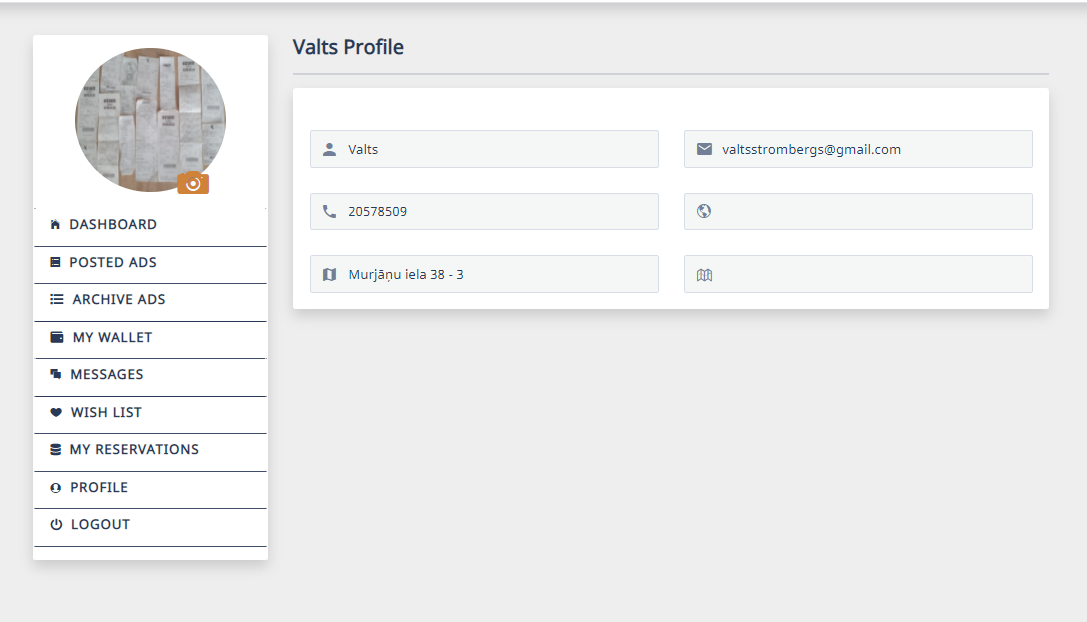 Valts Profile
Valts
valtsstrombergs@gmail.com
20578509
Murjāņu iela 38 - 3
DASHBOARD
POSTED ADS
ARCHIVE ADS
MY WALLET
MESSAGES
WISH LIST
MY RESERVATIONS
PROFILE
LOGOUT